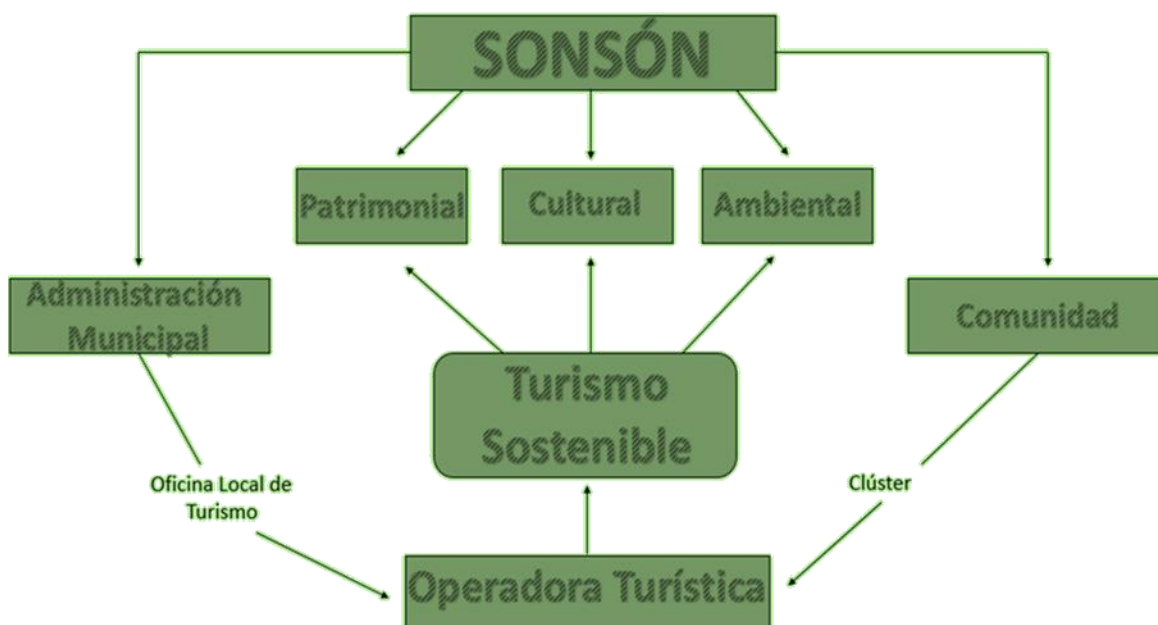 SONSÓN
Patrimonial
Cultural
Ambiental
Administración
Municipal
Comunidad
Turismo
Sostenible
Oficina Local de
Turismo
Clúster
Operadora Turística